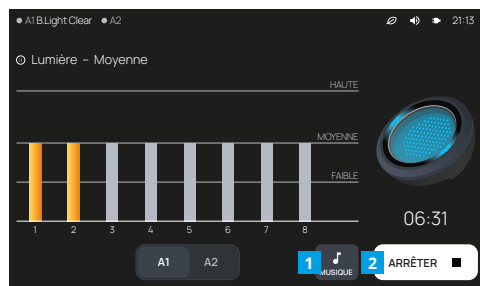 A1 B.Light Clear A2 21:13
Lumière – Moyenne
HAUTE
MOYENNE
FAIBLE
1 2 3 4 5 6 7 8
06:31
A1 A2
1 MUSIQUE
2 ARRÊTER